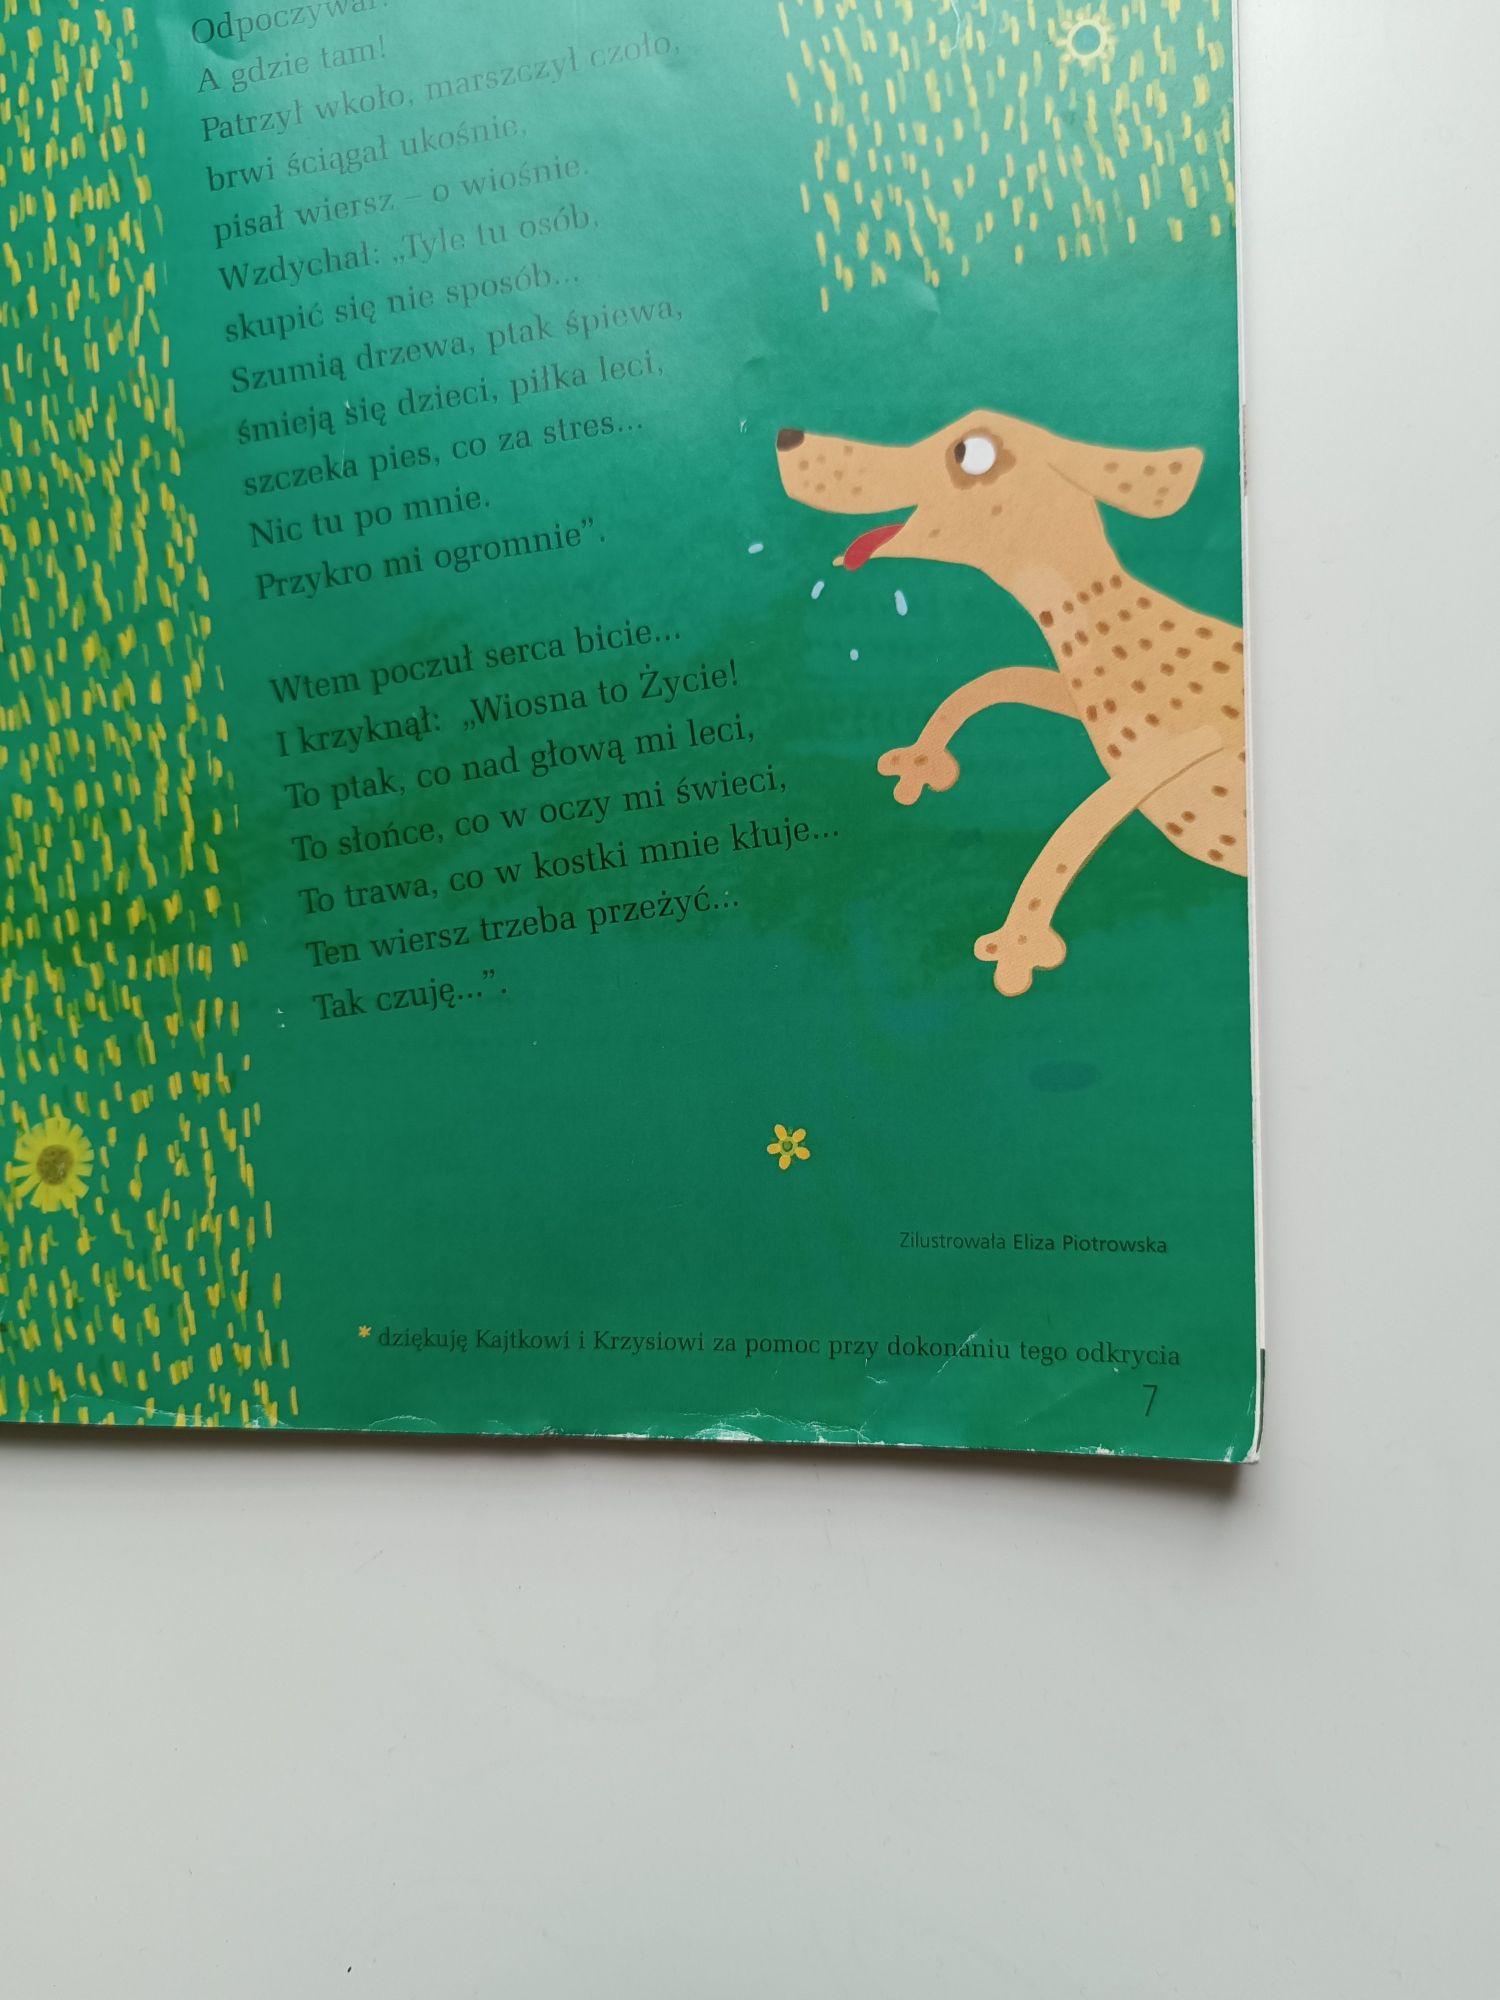 Odpoczywał?
A gdzie tam!
Patrzył wkoło, marszczył czoło,
brwi ściągał ukośnie,
pisał wiersz – o wiośnie.
Wzdychał: „Tyle tu osób,
skupić się nie sposób...
Szumią drzewa, ptak śpiewa,
śmieją się dzieci, piłka leci,
szczeka pies, co za stres...
Nic tu po mnie.
Przykro mi ogromnie”.
Wtem poczuł serca bicie...
I krzyknął: „Wiosna to Życie!
To ptak, co nad głową mi leci,
To słońce, co w oczy mi świeci,
To trawa, co w kostki mnie kłuje...
Ten wiersz trzeba przeżyć...
Tak czuję...”.
Zilustrowała Eliza Piotrowska
* dziękuję Kajtkowi i Krzysiowi za pomoc przy dokonaniu tego odkrycia
7